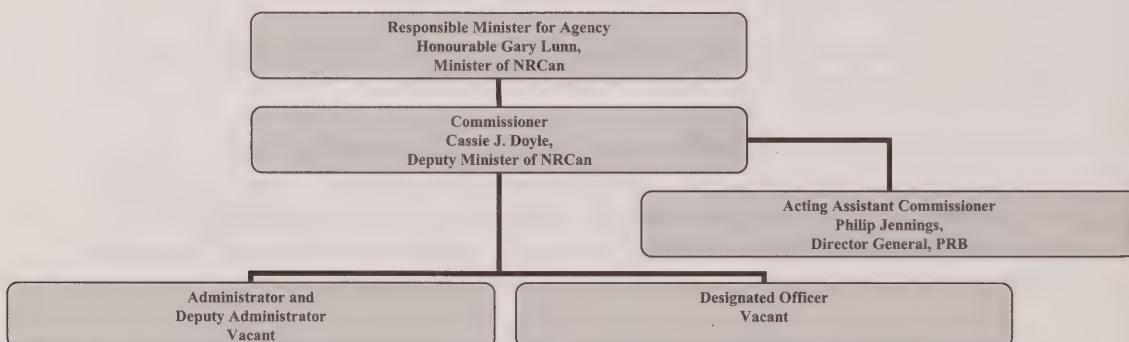 Responsible Minister for Agency
Honourable Gary Lunn,
Minister of NRCan
Commissioner
Cassie J. Doyle,
Deputy Minister of NRCan
Acting Assistant Commissioner
Philip Jennings,
Director General, PRB
Administrator and
Deputy Administrator
Vacant
Designated Officer
Vacant